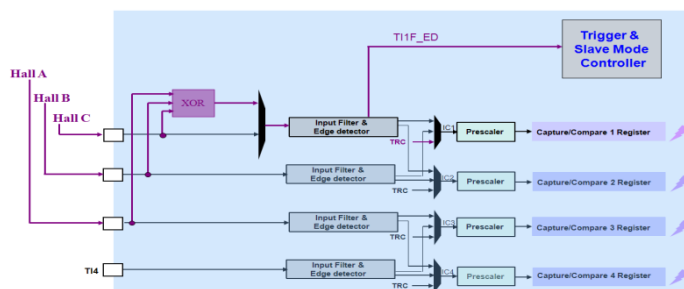 TI1F_ED
Trigger &
Slave Mode
Controller
Hall A
Hall B
Hall C
XOR
Input Filter &
Edge detector
TRC
IC1
Prescaler
Capture/Compare 1 Register
Input Filter &
Edge detector
TRC
IC2
Prescaler
Capture/Compare 2 Register
Input Filter &
Edge detector
TRC
IC3
Prescaler
Capture/Compare 3 Register
TI4
Input Filter &
Edge detector
TRC
IC4
Prescaler
Capture/Compare 4 Register